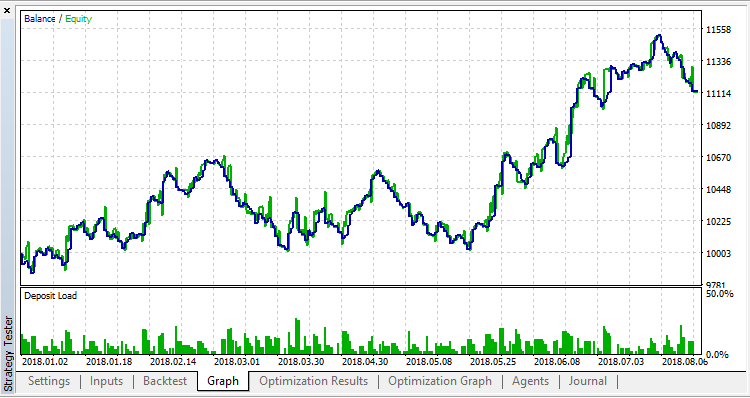 Balance / Equity
11558
11336
11114
10892
10670
10448
10225
10003
9781
Deposit Load
50.0%
0.0%
2018.01.02 2018.01.18 2018.02.14 2018.03.01 2018.03.30 2018.04.30 2018.05.08 2018.05.25 2018.06.08 2018.07.03 2018.08.06
Strategy Tester
Settings Inputs Backtest Graph Optimization Results Optimization Graph Agents Journal